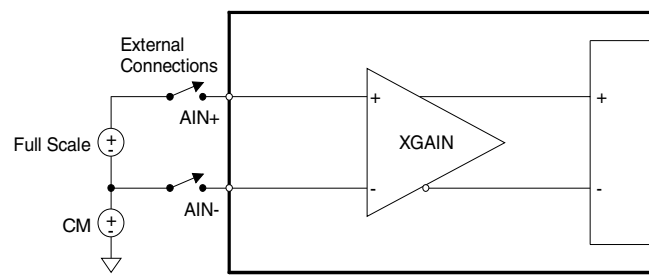 External
Connections
AIN+
+
+
XGAIN
Full Scale
+
-
-
-
AIN-
CM
+
-